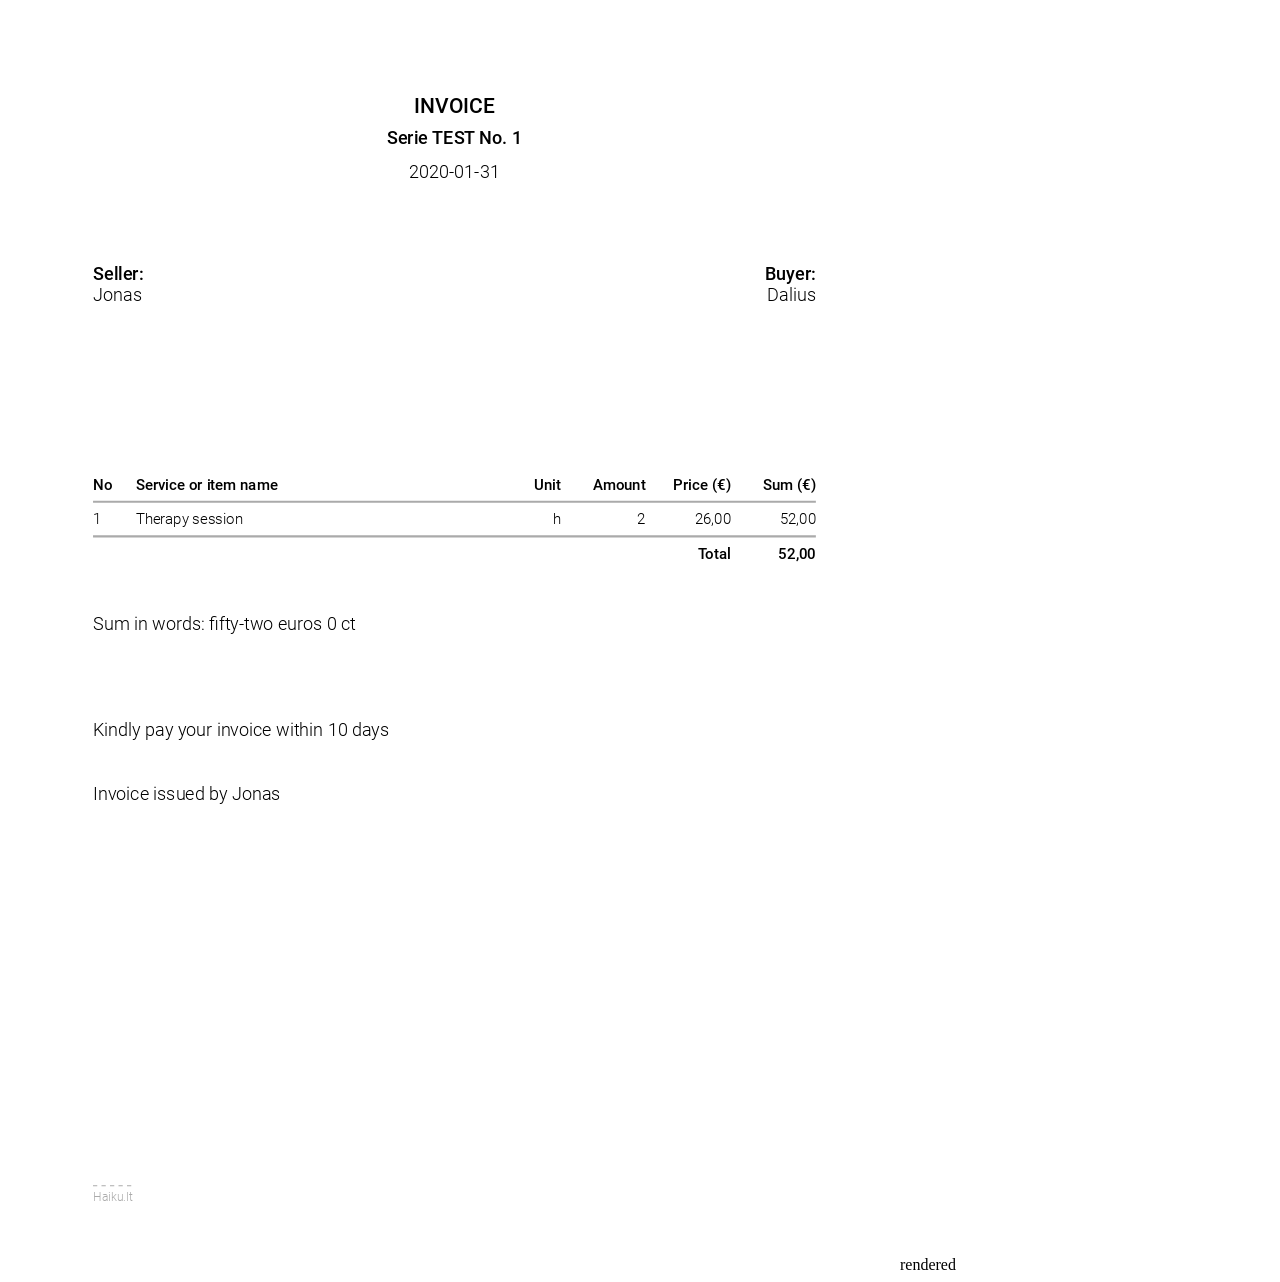 INVOICE
Serie TEST No. 1
2020-01-31
Seller: Buyer:
Jonas Dalius
No Service or item name Unit Amount Price (€) Sum (€)
1 Therapy session h 2 26,00 52,00
Total 52,00
Sum in words: fifty-two euros 0 ct
Kindly pay your invoice within 10 days
Invoice issued by Jonas
Haiku.lt
rendered